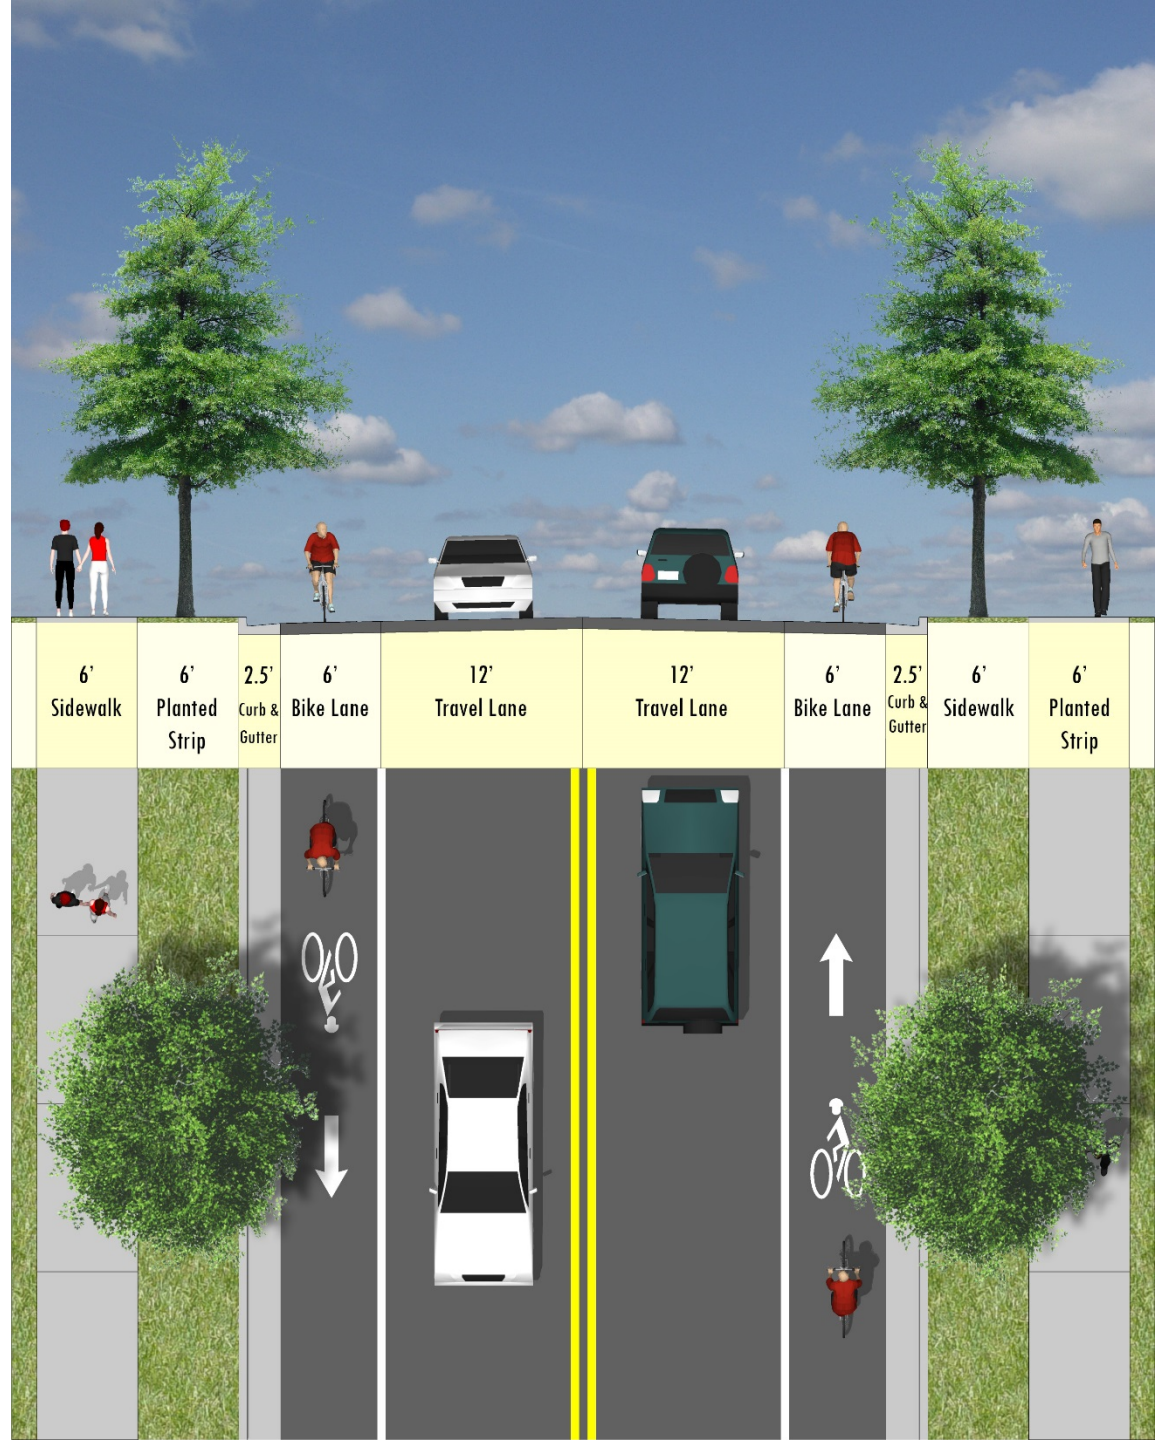 6’
Sidewalk
6’
Planted
Strip
2.5’
Curb &
Gutter
6’
Bike Lane
12’
Travel Lane
12’
Travel Lane
6’
Bike Lane
2.5’
Curb &
Gutter
6’
Sidewalk
6’
Planted
Strip